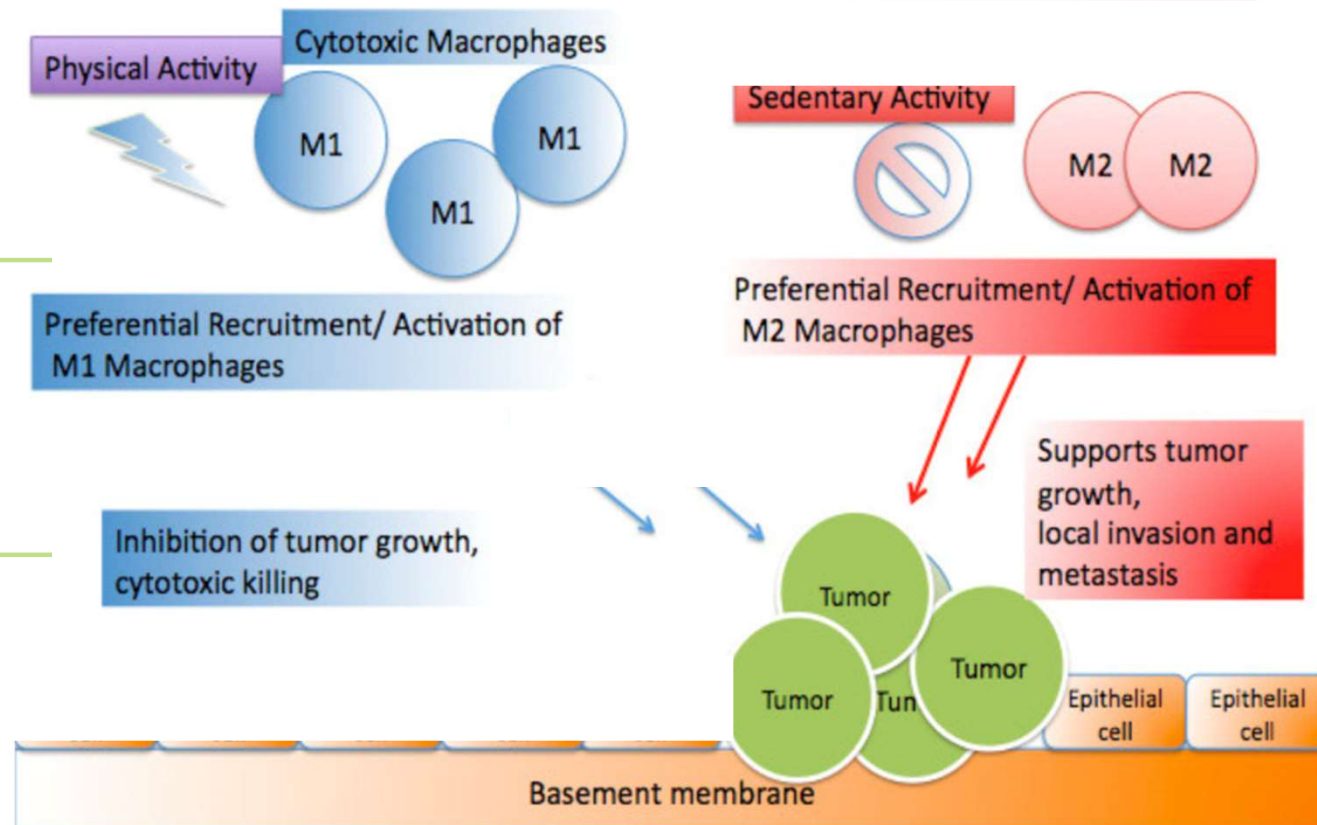 Cytotoxic Macrophages
Physical Activity
M1
M1
M1
Preferential Recruitment/ Activation of
M1 Macrophages
Inhibition of tumor growth,
cytotoxic killing
Sedentary Activity
M2
M2
Preferential Recruitment/ Activation of
M2 Macrophages
Supports tumor
growth,
local invasion and
metastasis
Tumor
Tumor
Tumor
Tum
Epithelial
cell
Epithelial
cell
Basement membrane